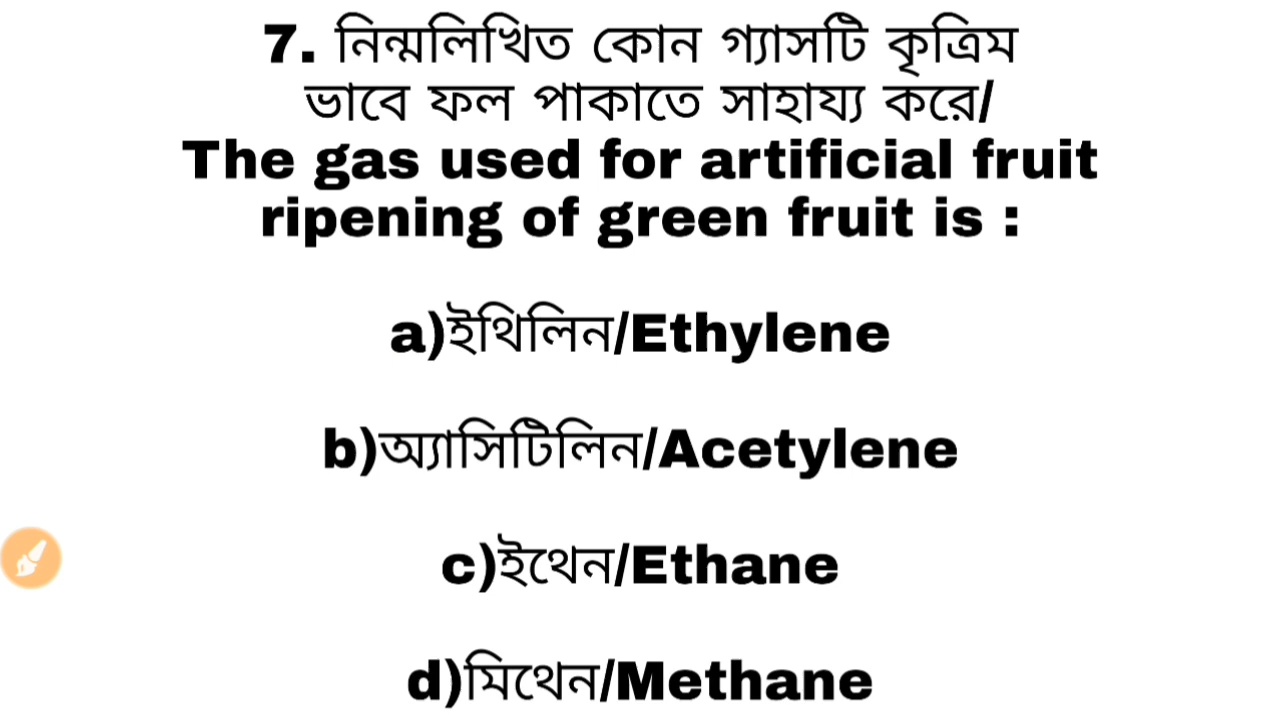 7. নিন্মলিখিত কোন গ্যাসটি কৃত্রিম
ভাবে ফল পাকাতে সাহায্য করে/
The gas used for artificial fruit
ripening of green fruit is :
a)ইথিলিন/Ethylene
b)অ্যাসিটিলিন/Acetylene
c)ইথেন/Ethane
d)মিথেন/Methane